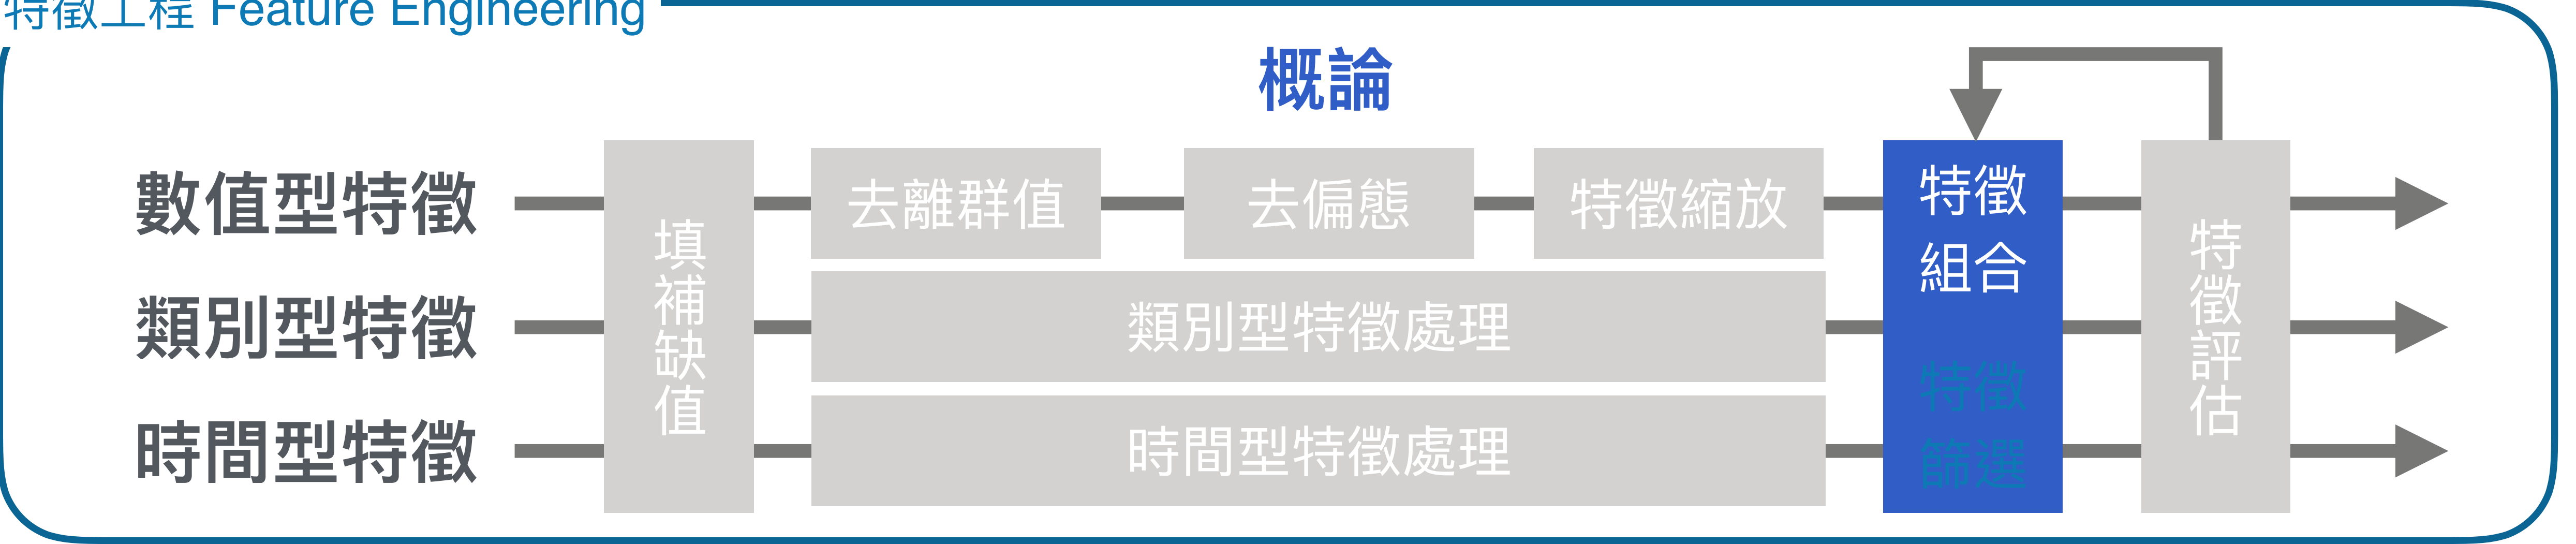 特徵工程 Feature Engineering
概論
數值型特徵
類別型特徵
時間型特徵
填補缺值
去離群值
去偏態
特徵縮放
類別型特徵處理
時間型特徵處理
特徵
組合
特徵
篩選
特徵評估